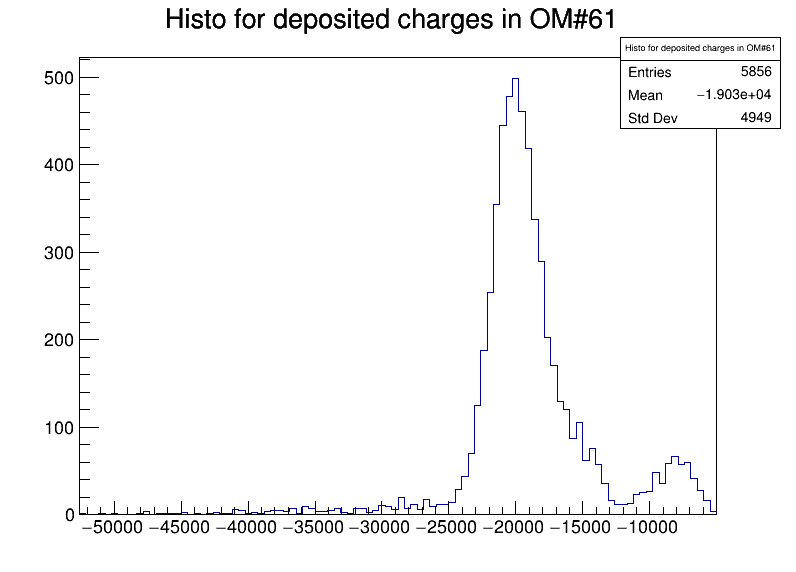 Histo for deposited charges in OM#61
Histo for deposited charges in OM#61
Entries 5856
Mean −1.903e+04
Std Dev 4949
500
400
300
200
100
0
−50000 −45000 −40000 −35000 −30000 −25000 −20000 −15000 −10000